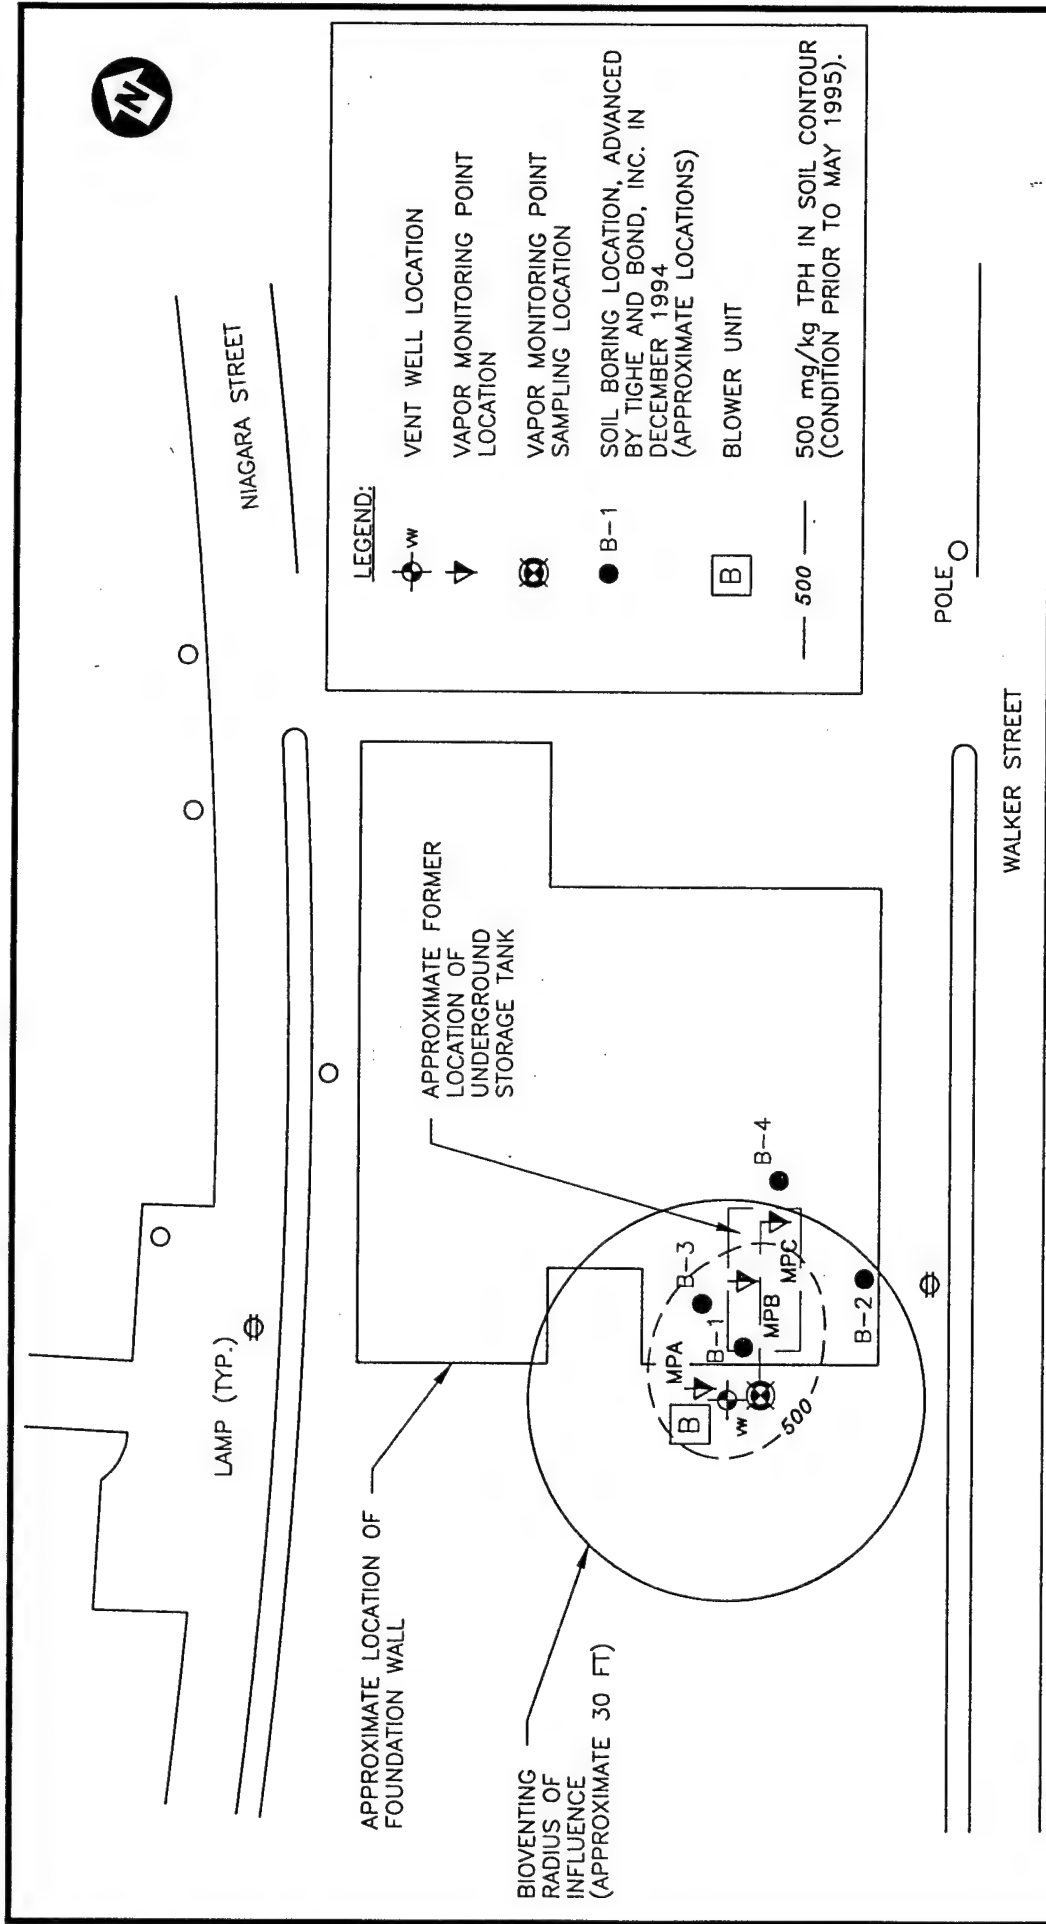 N
NIAGARA STREET
LEGEND:
VW
VENT WELL LOCATION
VAPOR MONITORING POINT
LOCATION
VAPOR MONITORING POINT
SAMPLING LOCATION
B-1
SOIL BORING LOCATION, ADVANCED
BY TIGHE AND BOND, INC. IN
DECEMBER 1994
(APPROXIMATE LOCATIONS)
B
BLOWER UNIT
500
500 mg/kg TPH IN SOIL CONTOUR
(CONDITION PRIOR TO MAY 1995).
LAMP (TYP.)
APPROXIMATE FORMER
LOCATION OF
UNDERGROUND
STORAGE TANK
APPROXIMATE LOCATION OF
FOUNDATION WALL
BIOVENTING
RADIUS OF
INFLUENCE
(APPROXIMATE 30 FT)
MPA
B-3
B-4
B
B-1
VW
MPB
MPC
500
B-2
POLE
WALKER STREET